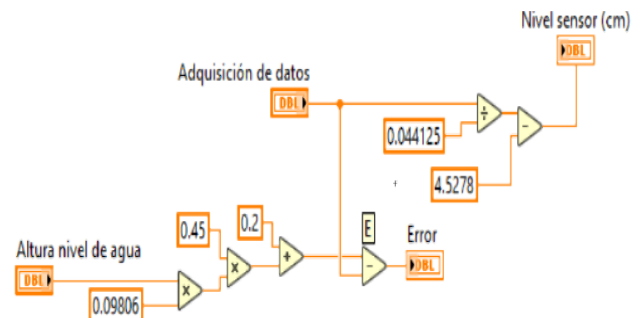 Nivel sensor (cm)
DBL
Adquisición de datos
DBL
÷
0.044125
-
4.5278
E
0.45
0.2
Error
Altura nivel de agua
x
+
-
DBL
DBL
x
0.09806